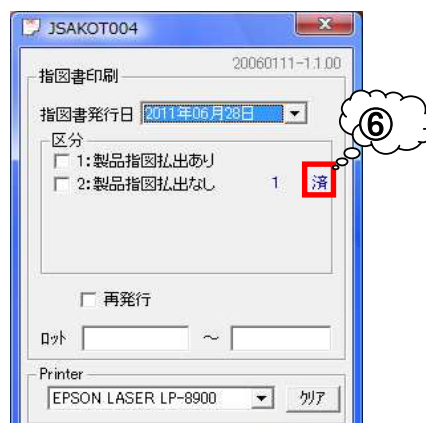 JSAKOT004
20060111-1.1.00
指図書印刷
指図書発行日 2011年06月28日
区分
1:製品指図払出あり
2:製品指図払出なし 1 済
⑥
再発行
ﾛｯﾄ ～
Printer
EPSON LASER LP-8900 ｸﾘｱ